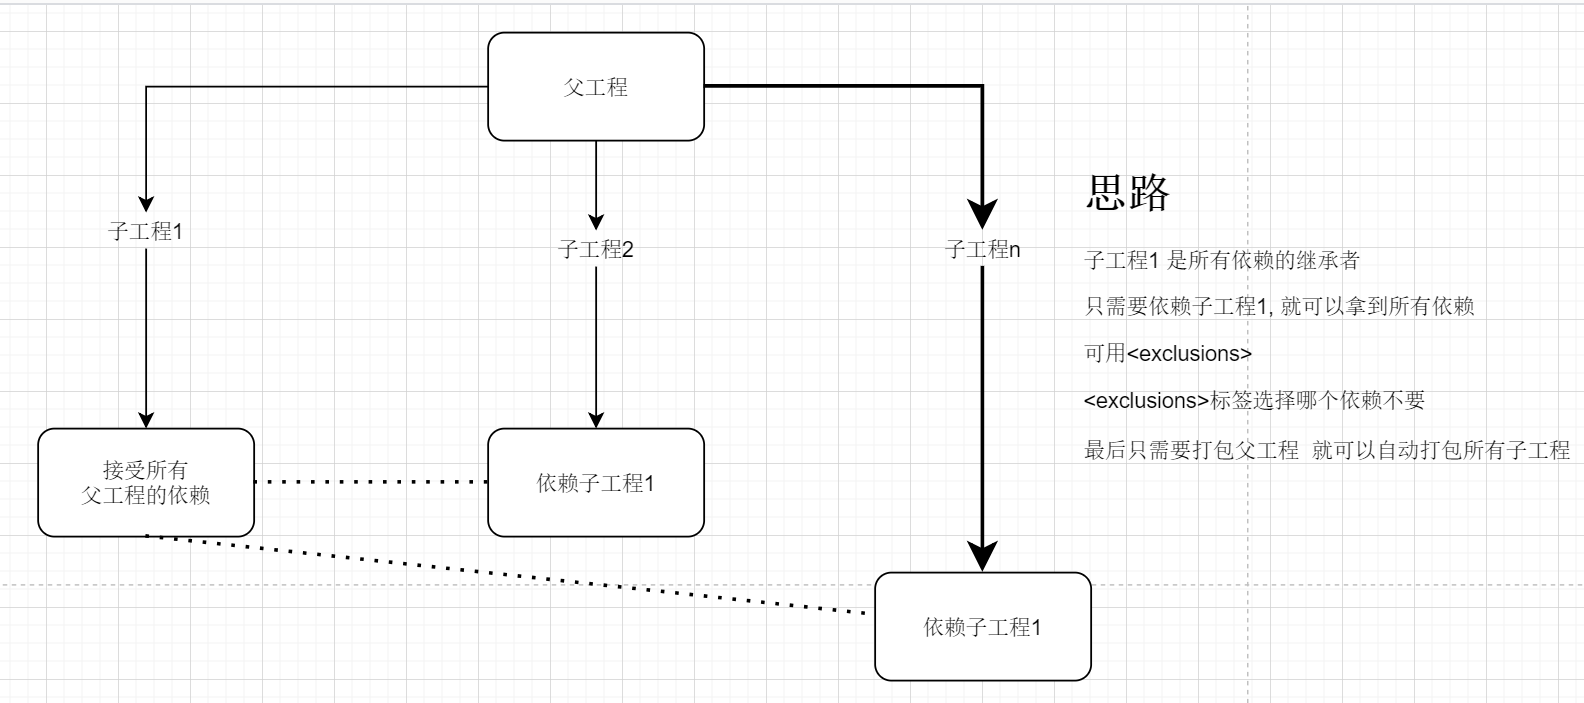 父工程
子工程1
子工程2
子工程n
接受所有
父工程的依赖
依赖子工程1
依赖子工程1
思路
子工程1 是所有依赖的继承者
只需要依赖子工程1, 就可以拿到所有依赖
可用<exclusions>
<exclusions>标签选择哪个依赖不要
最后只需要打包父工程  就可以自动打包所有子工程